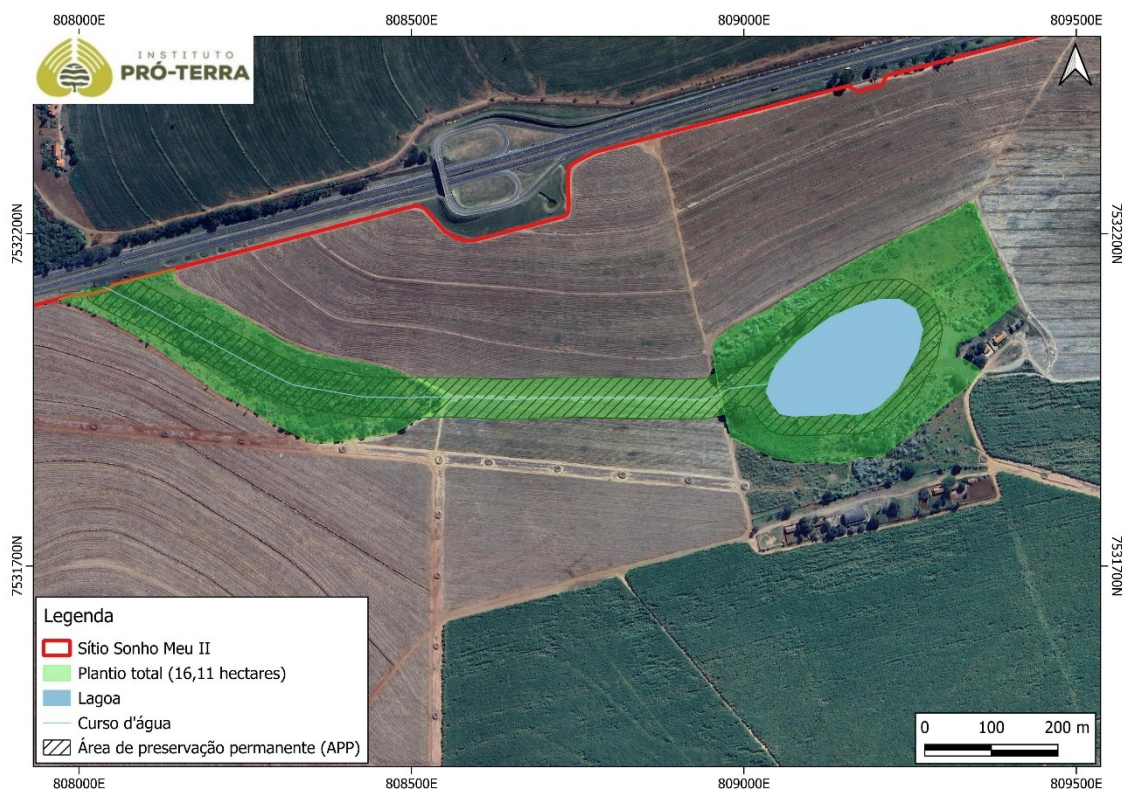 808000E 808500E 809000E 809500E
INSTITUTO
PRÓ-TERRA
7532200N 7532200N
7531700N 7531700N
Legenda
Sítio Sonho Meu II
Plantio total (16,11 hectares)
Lagoa
Curso d'água
Área de preservação permanente (APP)
0 100 200 m
808000E 808500E 809000E 809500E